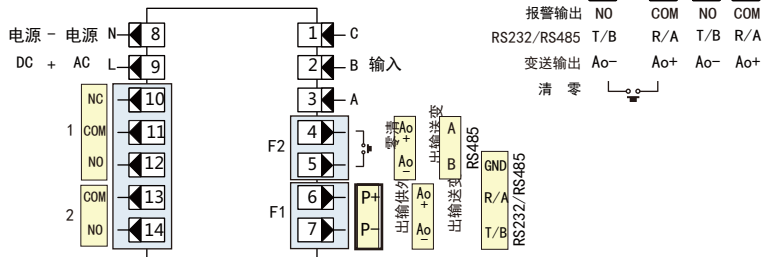 报警输出 NO COM NO COM
RS232/RS485 T/B R/A T/B R/A
变送输出 Ao- Ao+ Ao- Ao+
清 零
电源 - 电源 N 8
DC + AC L 9
NC 10
1 COM 11
NO 12
2 COM 13
NO 14
1 C
2 B 输入
3 A
F2 4
5
F1 6 P+
7 P-
清零
Ao+
Ao-
变送输出
A
B
RS485
外供输出
Ao+
Ao-
变送输出
GND
R/A
T/B
RS232/RS485